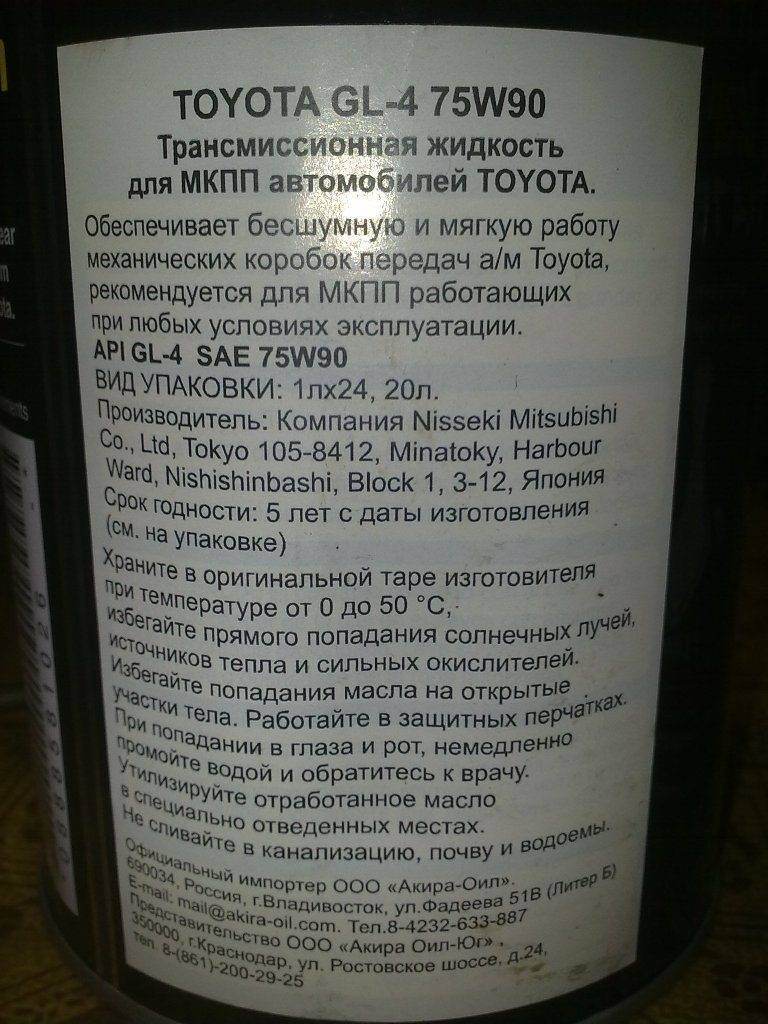 TOYOTA GL-4 75W90
Трансмиссионная жидкость
для МКПП автомобилей TOYOTA.
Обеспечивает бесшумную и мягкую работу
механических коробок передач а/м Toyota,
рекомендуется для МКПП работающих
при любых условиях эксплуатации.
API GL-4 SAE 75W90
ВИД УПАКОВКИ: 1лх24, 20л.
Производитель: Компания Nisseki Mitsubishi
Co., Ltd, Tokyo 105-8412, Minatoky, Harbour
Ward, Nishishinbashi, Block 1, 3-12, Япония
Срок годности: 5 лет с даты изготовления
(см. на упаковке)
Храните в оригинальной таре изготовителя
при температуре от 0 до 50 °C,
избегайте прямого попадания солнечных лучей,
источников тепла и сильных окислителей.
Избегайте попадания масла на открытые
участки тела. Работайте в защитных перчатках.
При попадании в глаза и рот, немедленно
промойте водой и обратитесь к врачу.
Утилизируйте отработанное масло
в специально отведенных местах.
Не сливайте в канализацию, почву и водоемы.
Официальный импортер ООО «Акира-Оил».
690034, Россия, г.Владивосток, ул.Фадеева 51В (Литер Б)
E-mail: mail@akira-oil.com. Тел.8-4232-633-887
Представительство ООО «Акира Оил-Юг» ,
350000, г.Краснодар, ул. Ростовское шоссе, д.24,
тел. 8-(861)-200-29-25